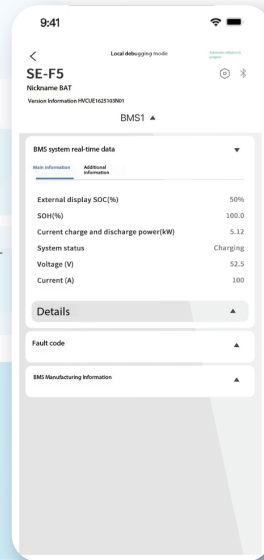 9:41
Local debugging mode
SE-F5
Nickname BAT
Version Information HVCUE1625103N01
BMS1
BMS system real-time data
Main information
Additional
information
External display SOC(%) 50%
SOH(%) 100.0
Current charge and discharge power(kW) 5.12
System status Charging
Voltage (V) 52.5
Current (A) 100
Details
Fault code
BMS Manufacturing Information